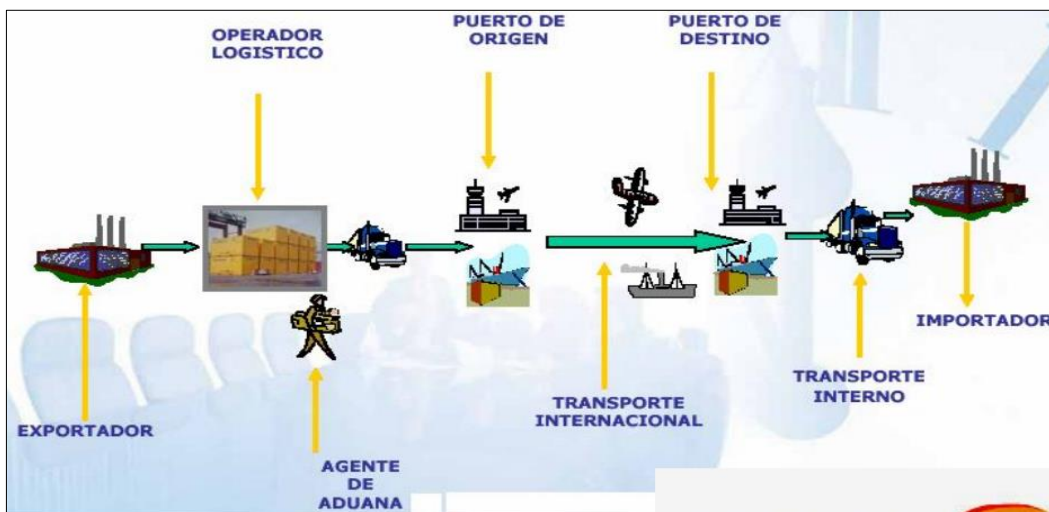 OPERADOR
LOGISTICO
PUERTO DE
ORIGEN
PUERTO DE
DESTINO
EXPORTADOR
AGENTE
DE
ADUANA
TRANSPORTE
INTERNACIONAL
TRANSPORTE
INTERNO
IMPORTADOR